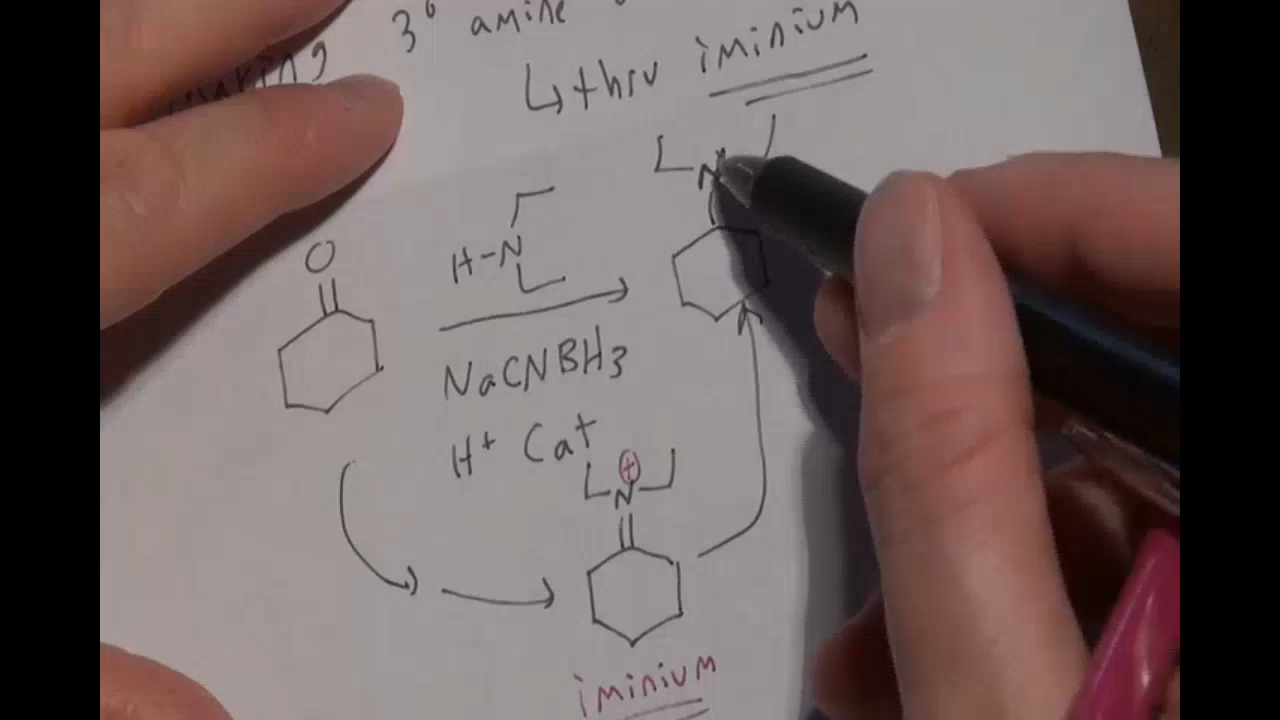 3° amine
↳ thru iminium
N
O
H-N
NaCNBH3
H+ Cat
+
N
iminium